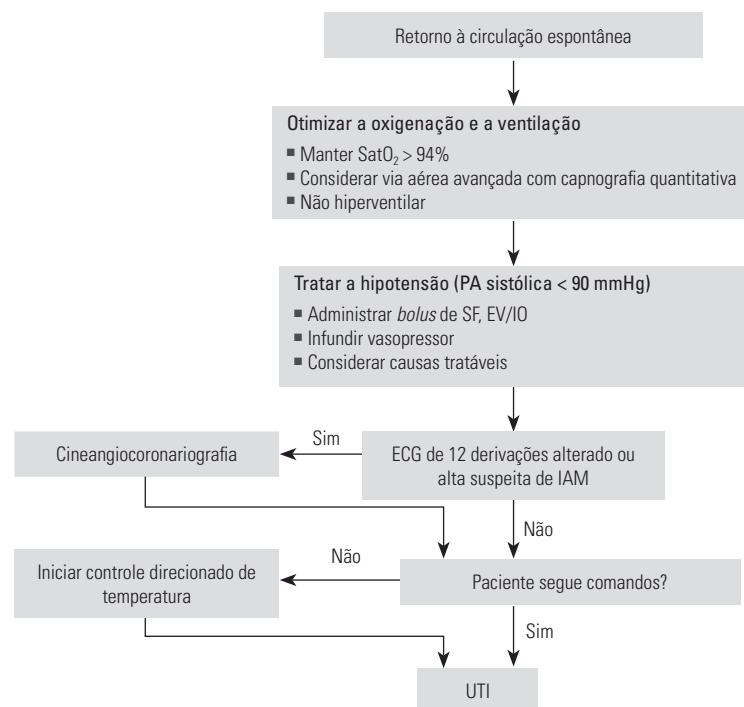 Retorno à circulação espontânea
Otimizar a oxigenação e a ventilação
■ Manter SatO₂ > 94%
■ Considerar via aérea avançada com capnografia quantitativa
■ Não hiperventilar
Tratar a hipotensão (PA sistólica < 90 mmHg)
■ Administrar bolus de SF, EV/IO
■ Infundir vasopressor
■ Considerar causas tratáveis
ECG de 12 derivações alterado ou
alta suspeita de IAM
Sim
Cineangiocoronariografia
Não
Paciente segue comandos?
Não
Iniciar controle direcionado de
temperatura
Sim
UTI